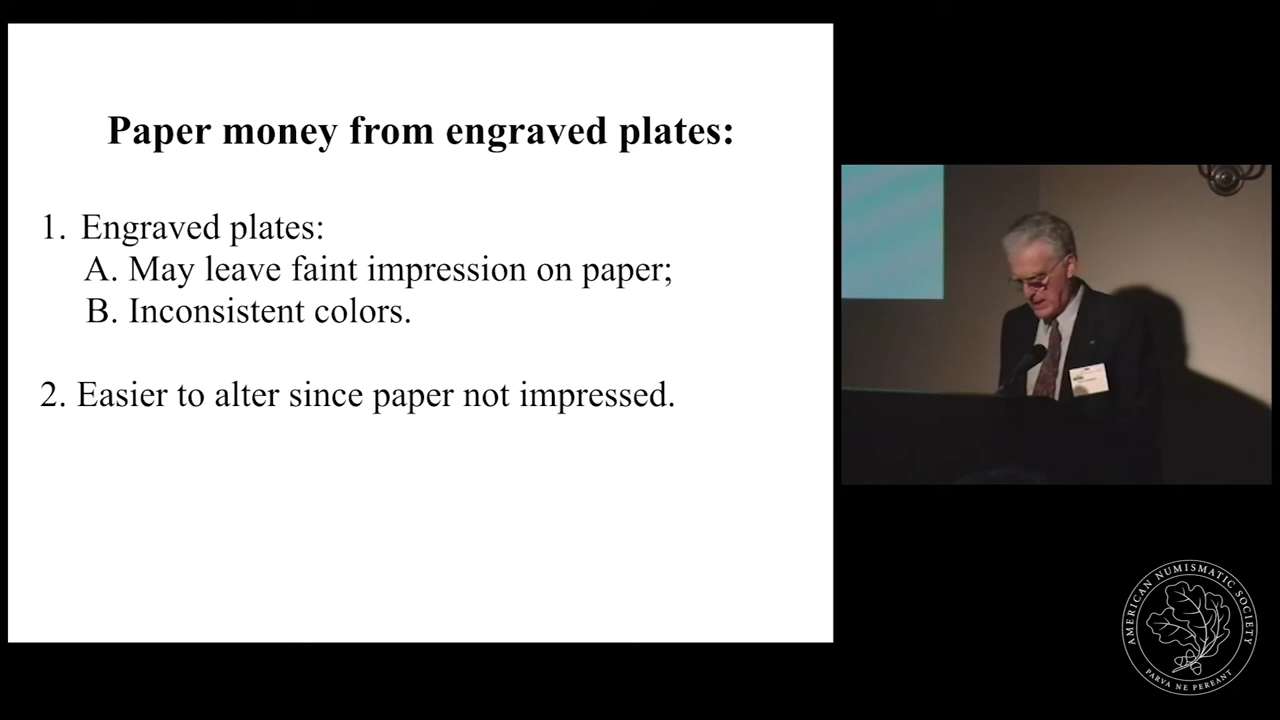 Paper money from engraved plates:
1. Engraved plates:
A. May leave faint impression on paper;
B. Inconsistent colors.
2. Easier to alter since paper not impressed.
AMERICAN NUMISMATIC SOCIETY
PARVA NE PEREANT